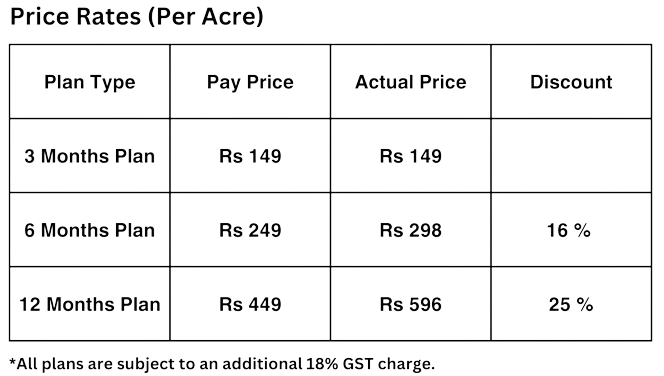 Price Rates (Per Acre)
Plan Type Pay Price Actual Price Discount
3 Months Plan Rs 149 Rs 149
6 Months Plan Rs 249 Rs 298 16 %
12 Months Plan Rs 449 Rs 596 25 %
*All plans are subject to an additional 18% GST charge.